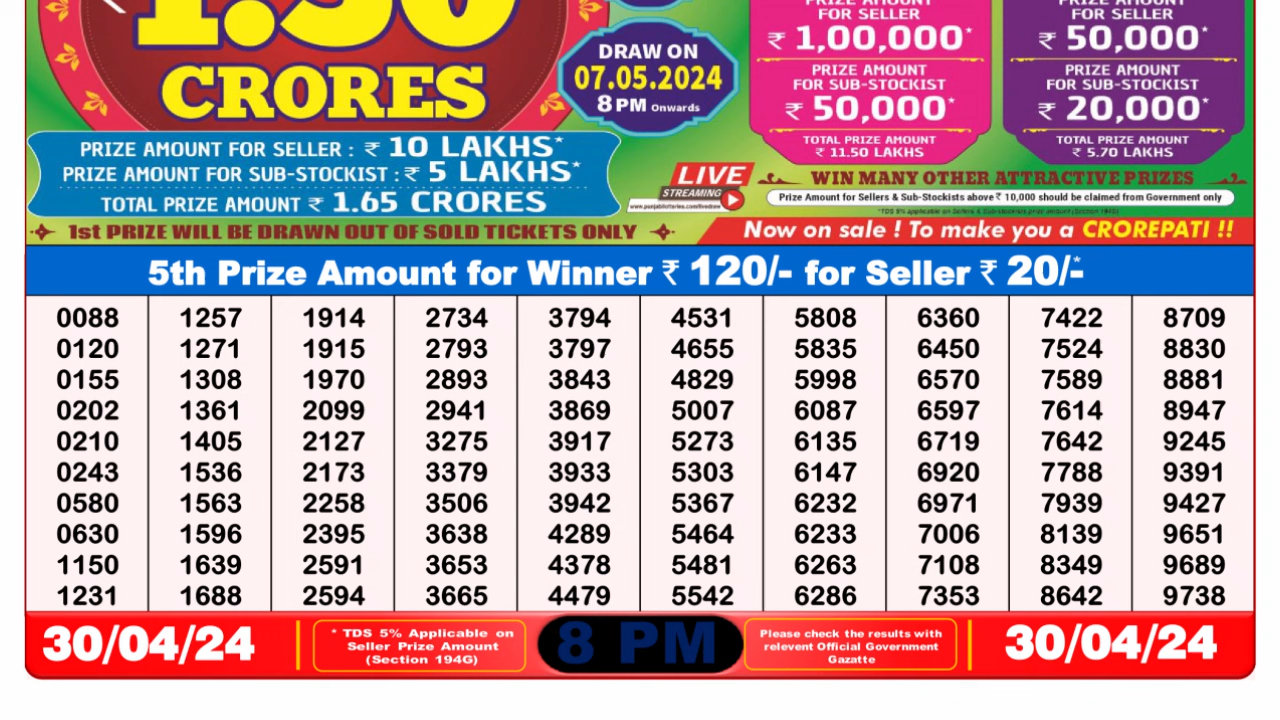 1.50
CRORES
DRAW ON
07.05.2024
8 PM Onwards
FOR SELLER
₹ 1,00,000*
PRIZE AMOUNT
FOR SUB-STOCKIST
₹ 50,000*
TOTAL PRIZE AMOUNT
₹ 11.50 LAKHS
FOR SELLER
₹ 50,000*
PRIZE AMOUNT
FOR SUB-STOCKIST
₹ 20,000*
TOTAL PRIZE AMOUNT
₹ 5.70 LAKHS
PRIZE AMOUNT FOR SELLER : ₹ 10 LAKHS*
PRIZE AMOUNT FOR SUB-STOCKIST : ₹ 5 LAKHS*
TOTAL PRIZE AMOUNT ₹ 1.65 CRORES
LIVE
STREAMING
WIN MANY OTHER ATTRACTIVE PRIZES
Prize Amount for Sellers & Sub-Stockists above ₹ 10,000 should be claimed from Government only
1st PRIZE WILL BE DRAWN OUT OF SOLD TICKETS ONLY
Now on sale ! To make you a CROREPATI !!
5th Prize Amount for Winner ₹ 120/- for Seller ₹ 20/-*
0088 1257 1914 2734 3794 4531 5808 6360 7422 8709
0120 1271 1915 2793 3797 4655 5835 6450 7524 8830
0155 1308 1970 2893 3843 4829 5998 6570 7589 8881
0202 1361 2099 2941 3869 5007 6087 6597 7614 8947
0210 1405 2127 3275 3917 5273 6135 6719 7642 9245
0243 1536 2173 3379 3933 5303 6147 6920 7788 9391
0580 1563 2258 3506 3942 5367 6232 6971 7939 9427
0630 1596 2395 3638 4289 5464 6233 7006 8139 9651
1150 1639 2591 3653 4378 5481 6263 7108 8349 9689
1231 1688 2594 3665 4479 5542 6286 7353 8642 9738
30/04/24
* TDS 5% Applicable on
Seller Prize Amount
(Section 194G)
8 PM
Please check the results with
relevent Official Government
Gazatte
30/04/24